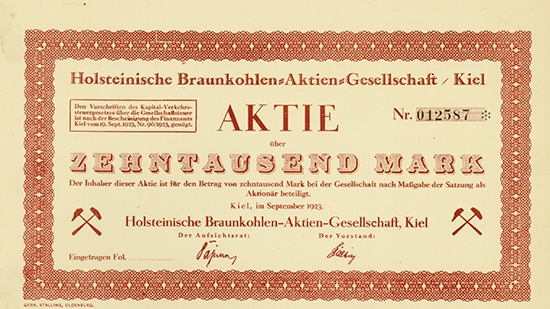 Holsteinische Braunkohlen=Aktien=Gesellschaft / Kiel
Den Vorschriften des Kapital-Verkehrs-
steuergesetzes über die Gesellschaftsteuer
ist nach der Bescheinigung des Finanzamts
Kiel vom 19. Sept. 1923, Nr. 90/1923, genügt.
AKTIE
Nr. 012587
über
ZEHNTAUSEND MARK
Der Inhaber dieser Aktie ist für den Betrag von zehntausend Mark bei der Gesellschaft nach Maßgabe der Satzung als
Aktionär beteiligt.
Kiel, im September 1923.
Holsteinische Braunkohlen-Aktien-Gesellschaft, Kiel
Der Aufsichtsrat:
Der Vorstand:
Eingetragen Fol.
GERH. STALLING, OLDENBURG.